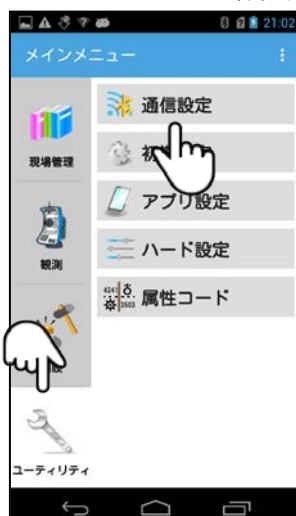 21:02
メインメニュー
現場管理
観測
ユーティリティ
通信設定
アプリ設定
ハード設定
属性コード